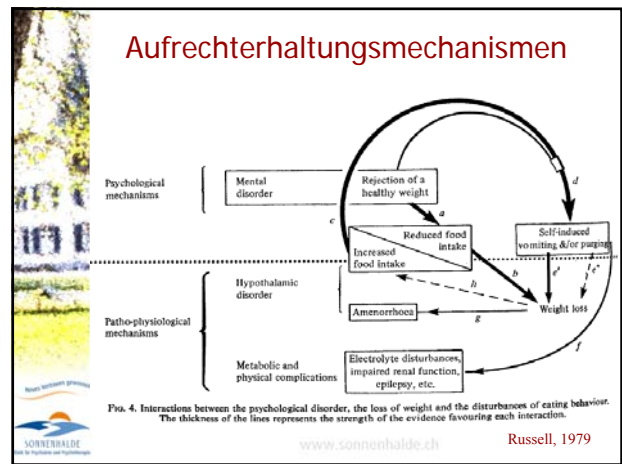 Aufrechterhaltungsmechanismen
Psychological
mechanisms
Mental
disorder
Rejection of a
healthy weight
a
c
d
Reduced food
intake
Increased
food intake
Self-induced
vomiting &/or purging
Hypothalamic
disorder
b
h
e'
e"
Amenorrhoea
g
Weight loss
Patho-physiological
mechanisms
f
Metabolic and
physical complications
Electrolyte disturbances,
impaired renal function,
epilepsy, etc.
FIG. 4. Interactions between the psychological disorder, the loss of weight and the disturbances of eating behaviour.
The thickness of the lines represents the strength of the evidence favouring each interaction.
SONNENHALDE
www.sonnenhalde.ch
Russell, 1979